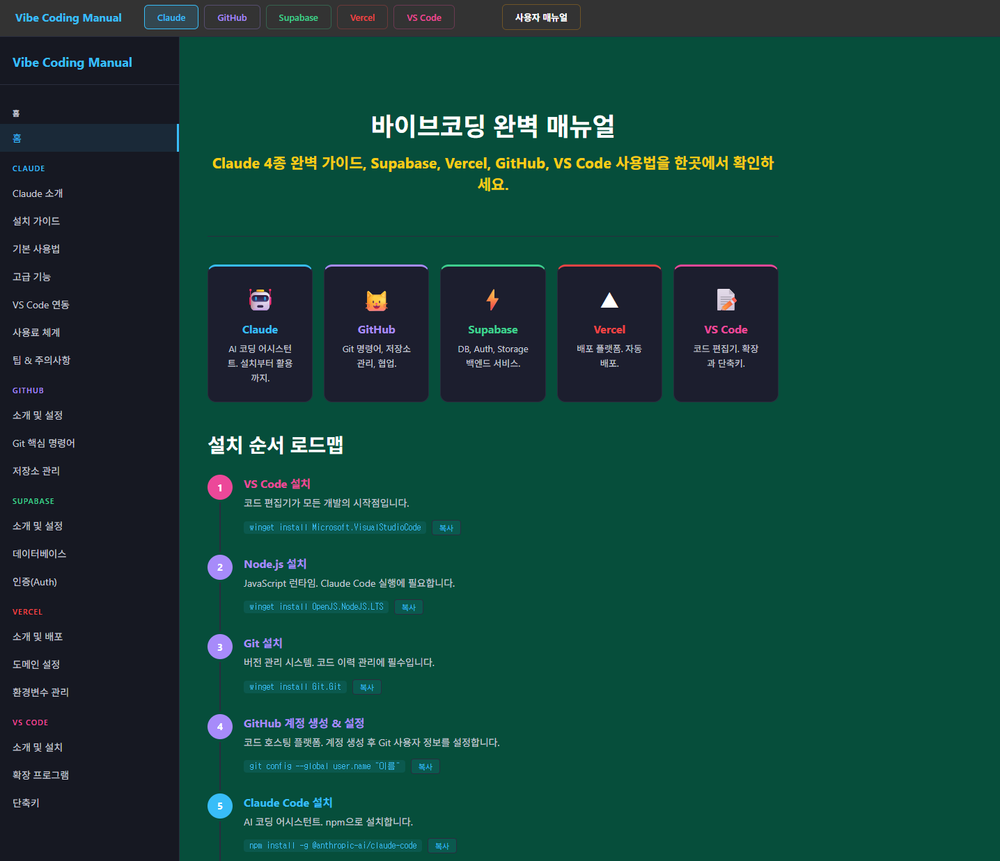 Vibe Coding Manual
Claude
GitHub
Supabase
Vercel
VS Code
사용자 매뉴얼
Vibe Coding Manual
홈
홈
CLAUDE
Claude 소개
설치 가이드
기본 사용법
고급 기능
VS Code 연동
사용료 체계
팁 & 주의사항
GITHUB
소개 및 설정
Git 핵심 명령어
저장소 관리
SUPABASE
소개 및 설정
데이터베이스
인증(Auth)
VERCEL
소개 및 배포
도메인 설정
환경변수 관리
VS CODE
소개 및 설치
확장 프로그램
단축키
바이브코딩 완벽 매뉴얼
Claude 4종 완벽 가이드, Supabase, Vercel, GitHub, VS Code 사용법을 한곳에서 확인하
세요.
Claude
AI 코딩 어시스턴
트. 설치부터 활용
까지.
GitHub
Git 명령어, 저장소
관리, 협업.
Supabase
DB, Auth, Storage
백엔드 서비스.
Vercel
배포 플랫폼. 자동
배포.
VS Code
코드 편집기. 확장
과 단축키.
설치 순서 로드맵
1
VS Code 설치
코드 편집기가 모든 개발의 시작점입니다.
winget install Microsoft.VisualStudioCode
복사
2
Node.js 설치
JavaScript 런타임. Claude Code 실행에 필요합니다.
winget install OpenJS.NodeJS.LTS
복사
3
Git 설치
버전 관리 시스템. 코드 이력 관리에 필수입니다.
winget install Git.Git
복사
4
GitHub 계정 생성 & 설정
코드 호스팅 플랫폼. 계정 생성 후 Git 사용자 정보를 설정합니다.
git config --global user.name "이름"
복사
5
Claude Code 설치
AI 코딩 어시스턴트. npm으로 설치합니다.
npm install -g @anthropic-ai/claude-code
복사